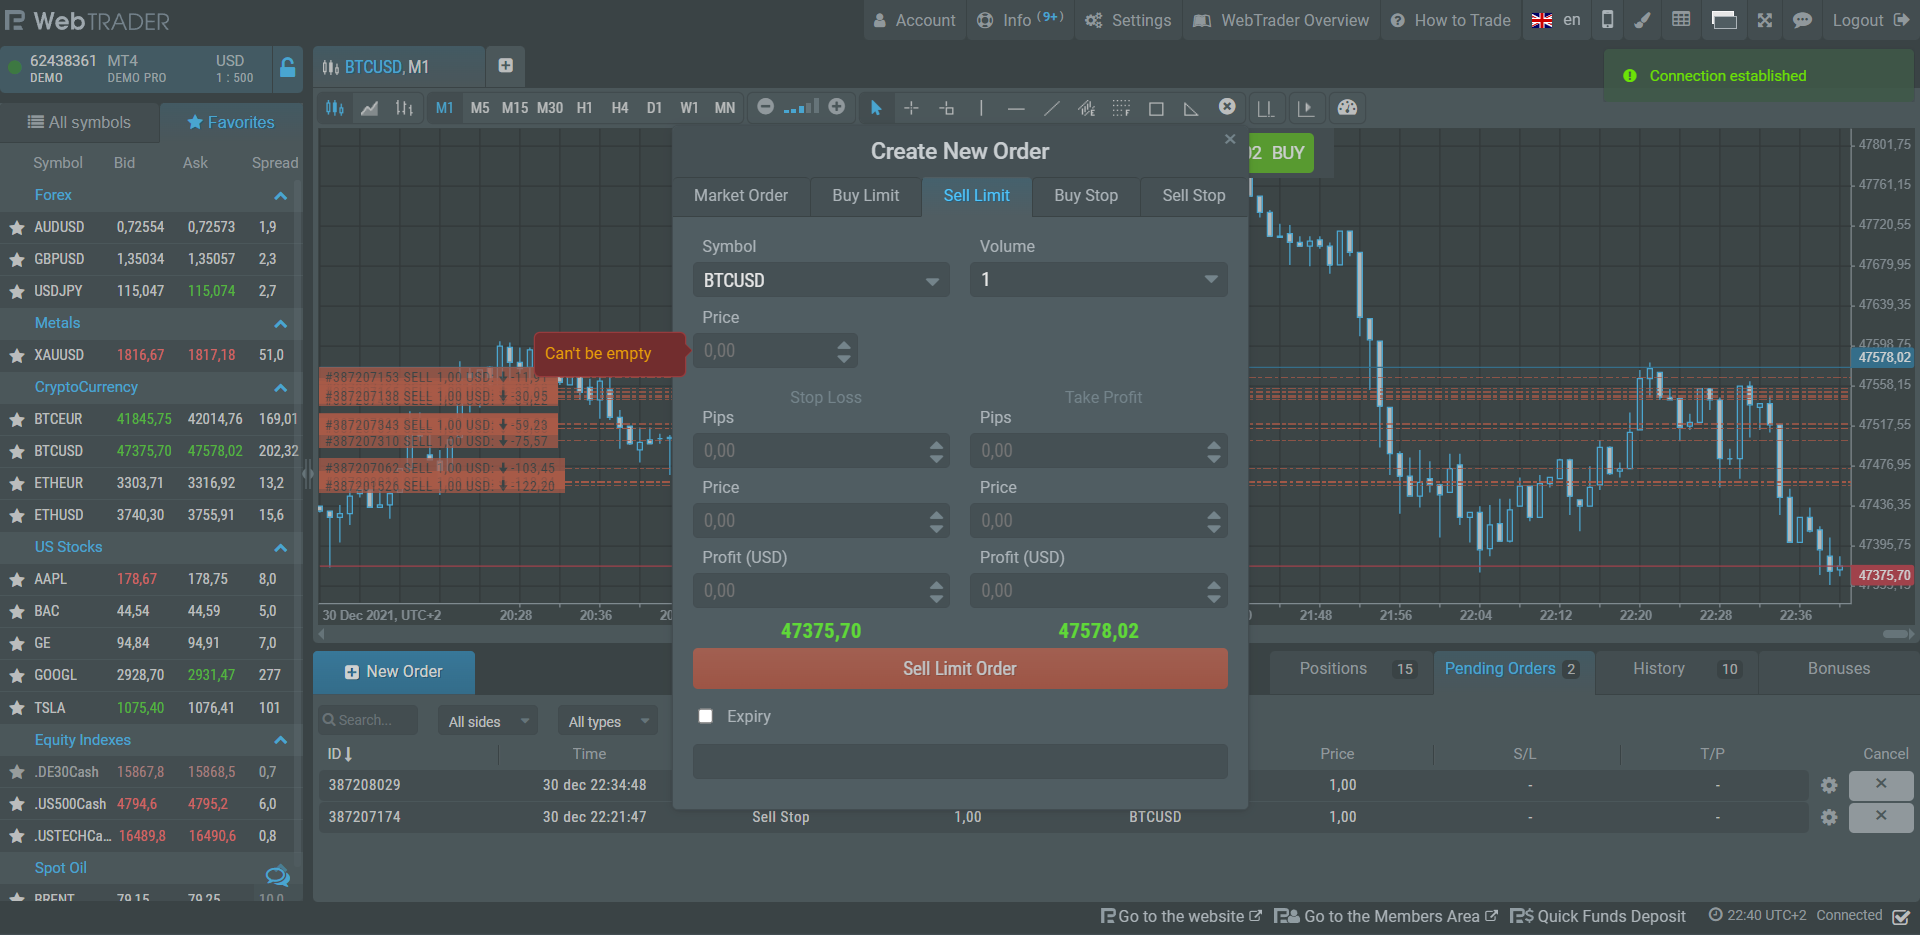 WebTRADER
Account
Info (9+)
Settings
WebTrader Overview
How to Trade
en
Logout
62438361 MT4 USD
DEMO DEMO PRO 1 : 500
BTCUSD, M1
Connection established
M1 M5 M15 M30 H1 H4 D1 W1 MN
All symbols
Favorites
Symbol Bid Ask Spread
Forex
AUDUSD 0,72554 0,72573 1,9
GBPUSD 1,35034 1,35057 2,3
USDJPY 115,047 115,074 2,7
Metals
XAUUSD 1816,67 1817,18 51,0
CryptoCurrency
BTCEUR 41845,75 42014,76 169,01
BTCUSD 47375,70 47578,02 202,32
ETHEUR 3303,71 3316,92 13,2
ETHUSD 3740,30 3755,91 15,6
US Stocks
AAPL 178,67 178,75 8,0
BAC 44,54 44,59 5,0
GE 94,84 94,91 7,0
GOOGL 2928,70 2931,47 277
TSLA 1075,40 1076,41 101
Equity Indexes
.DE30Cash 15867,8 15868,5 0,7
.US500Cash 4794,6 4795,2 6,0
.USTECHCa... 16489,8 16490,6 0,8
Spot Oil
BRENT 79,15 79,25 10,0
#387207153 SELL 1,00 USD: -11,91
#387207138 SELL 1,00 USD: -30,95
#387207343 SELL 1,00 USD: -59,23
#387207310 SELL 1,00 USD: -75,57
#387207062 SELL 1,00 USD: -103,45
#387201526 SELL 1,00 USD: -122,20
30 Dec 2021, UTC+2 20:28 20:36
Create New Order
Market Order
Buy Limit
Sell Limit
Buy Stop
Sell Stop
Symbol
Volume
BTCUSD
1
Price
Can't be empty
0,00
Stop Loss
Take Profit
Pips
Pips
0,00
0,00
Price
Price
0,00
0,00
Profit (USD)
Profit (USD)
0,00
0,00
47375,70
47578,02
Sell Limit Order
Expiry
02 BUY
47801,75
47761,15
47720,55
47679,95
47639,35
47598,75
47578,02
47558,15
47517,55
47476,95
47436,35
47395,75
47375,70
21:48 21:56 22:04 22:12 22:20 22:28 22:36
New Order
Positions 15
Pending Orders 2
History 10
Bonuses
Search...
All sides
All types
ID Time Price S/L T/P Cancel
387208029 30 dec 22:34:48 1,00 - -
387207174 30 dec 22:21:47 Sell Stop 1,00 BTCUSD 1,00 - -
Go to the website
Go to the Members Area
Quick Funds Deposit
22:40 UTC+2
Connected